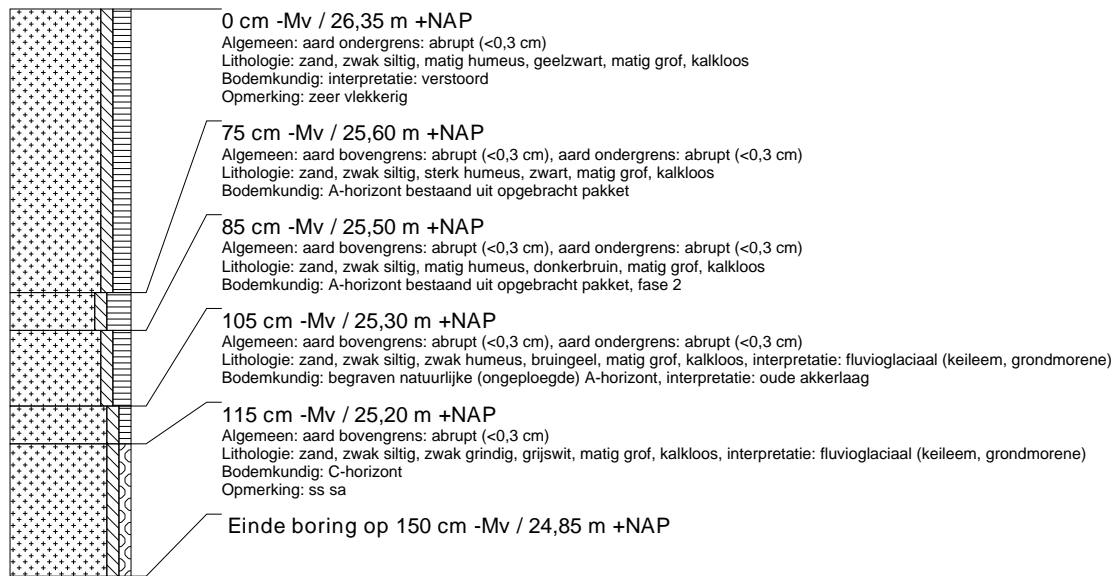 0 cm -Mv / 26,35 m +NAP
Algemeen: aard ondergrens: abrupt (<0,3 cm)
Lithologie: zand, zwak siltig, matig humeus, geelzwart, matig grof, kalkloos
Bodemkundig: interpretatie: verstoord
Opmerking: zeer vlekkerig
75 cm -Mv / 25,60 m +NAP
Algemeen: aard bovengrens: abrupt (<0,3 cm), aard ondergrens: abrupt (<0,3 cm)
Lithologie: zand, zwak siltig, sterk humeus, zwart, matig grof, kalkloos
Bodemkundig: A-horizont bestaand uit opgebracht pakket
85 cm -Mv / 25,50 m +NAP
Algemeen: aard bovengrens: abrupt (<0,3 cm), aard ondergrens: abrupt (<0,3 cm)
Lithologie: zand, zwak siltig, matig humeus, donkerbruin, matig grof, kalkloos
Bodemkundig: A-horizont bestaand uit opgebracht pakket, fase 2
105 cm -Mv / 25,30 m +NAP
Algemeen: aard bovengrens: abrupt (<0,3 cm), aard ondergrens: abrupt (<0,3 cm)
Lithologie: zand, zwak siltig, zwak humeus, bruingeel, matig grof, kalkloos, interpretatie: fluvioglaciaal (keileem, grondmorene)
Bodemkundig: begraven natuurlijke (ongeploegde) A-horizont, interpretatie: oude akkerlaag
115 cm -Mv / 25,20 m +NAP
Algemeen: aard bovengrens: abrupt (<0,3 cm)
Lithologie: zand, zwak siltig, zwak grindig, grijswit, matig grof, kalkloos, interpretatie: fluvioglaciaal (keileem, grondmorene)
Bodemkundig: C-horizont
Opmerking: ss sa
Einde boring op 150 cm -Mv / 24,85 m +NAP